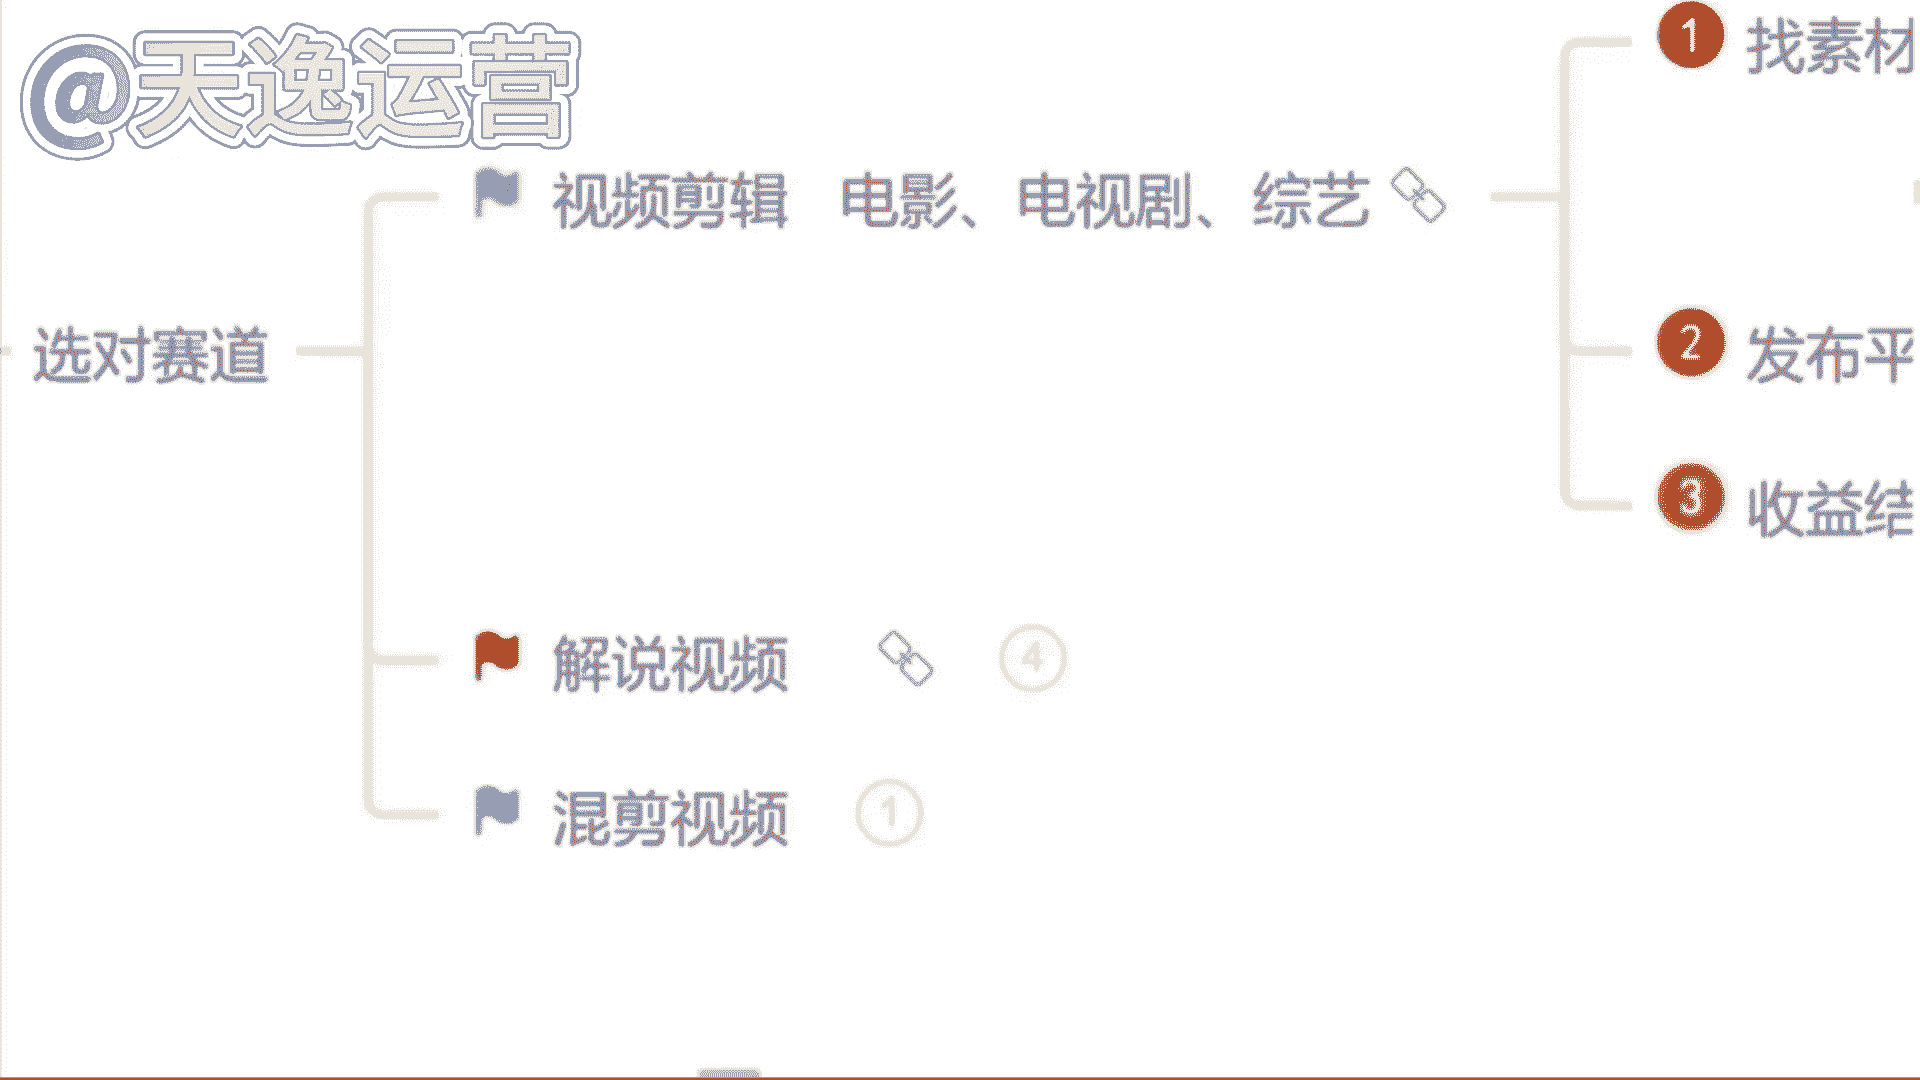 @天逸运营
选对赛道
视频剪辑 电影、电视剧、综艺
1 找素材
2 发布平
3 收益结
解说视频 4
混剪视频 1